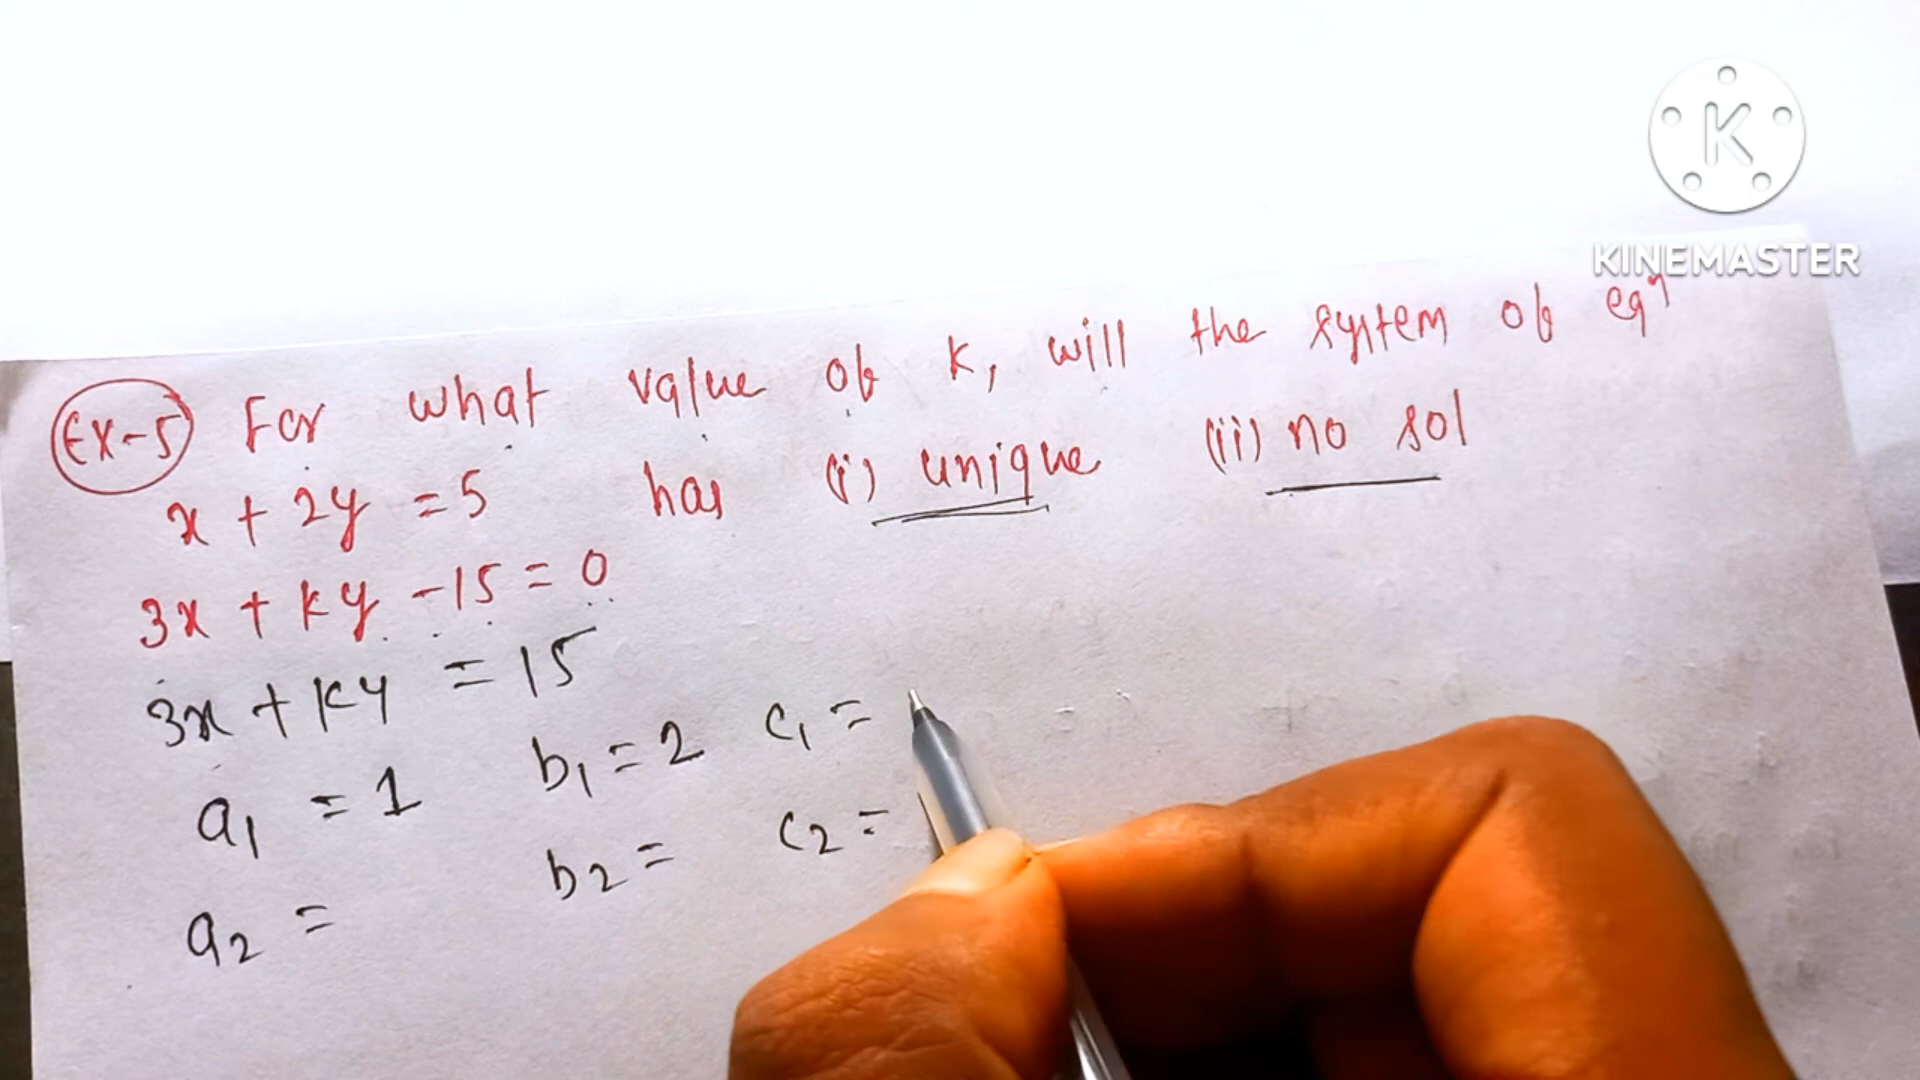 K
KINEMASTER
Ex-5 For what value of k, will the system of eqn
x + 2y = 5 has (i) unique (ii) no sol
3x + ky - 15 = 0
3x + ky = 15
a1 = 1 b1 = 2 c1 =
a2 = b2 = c2 =